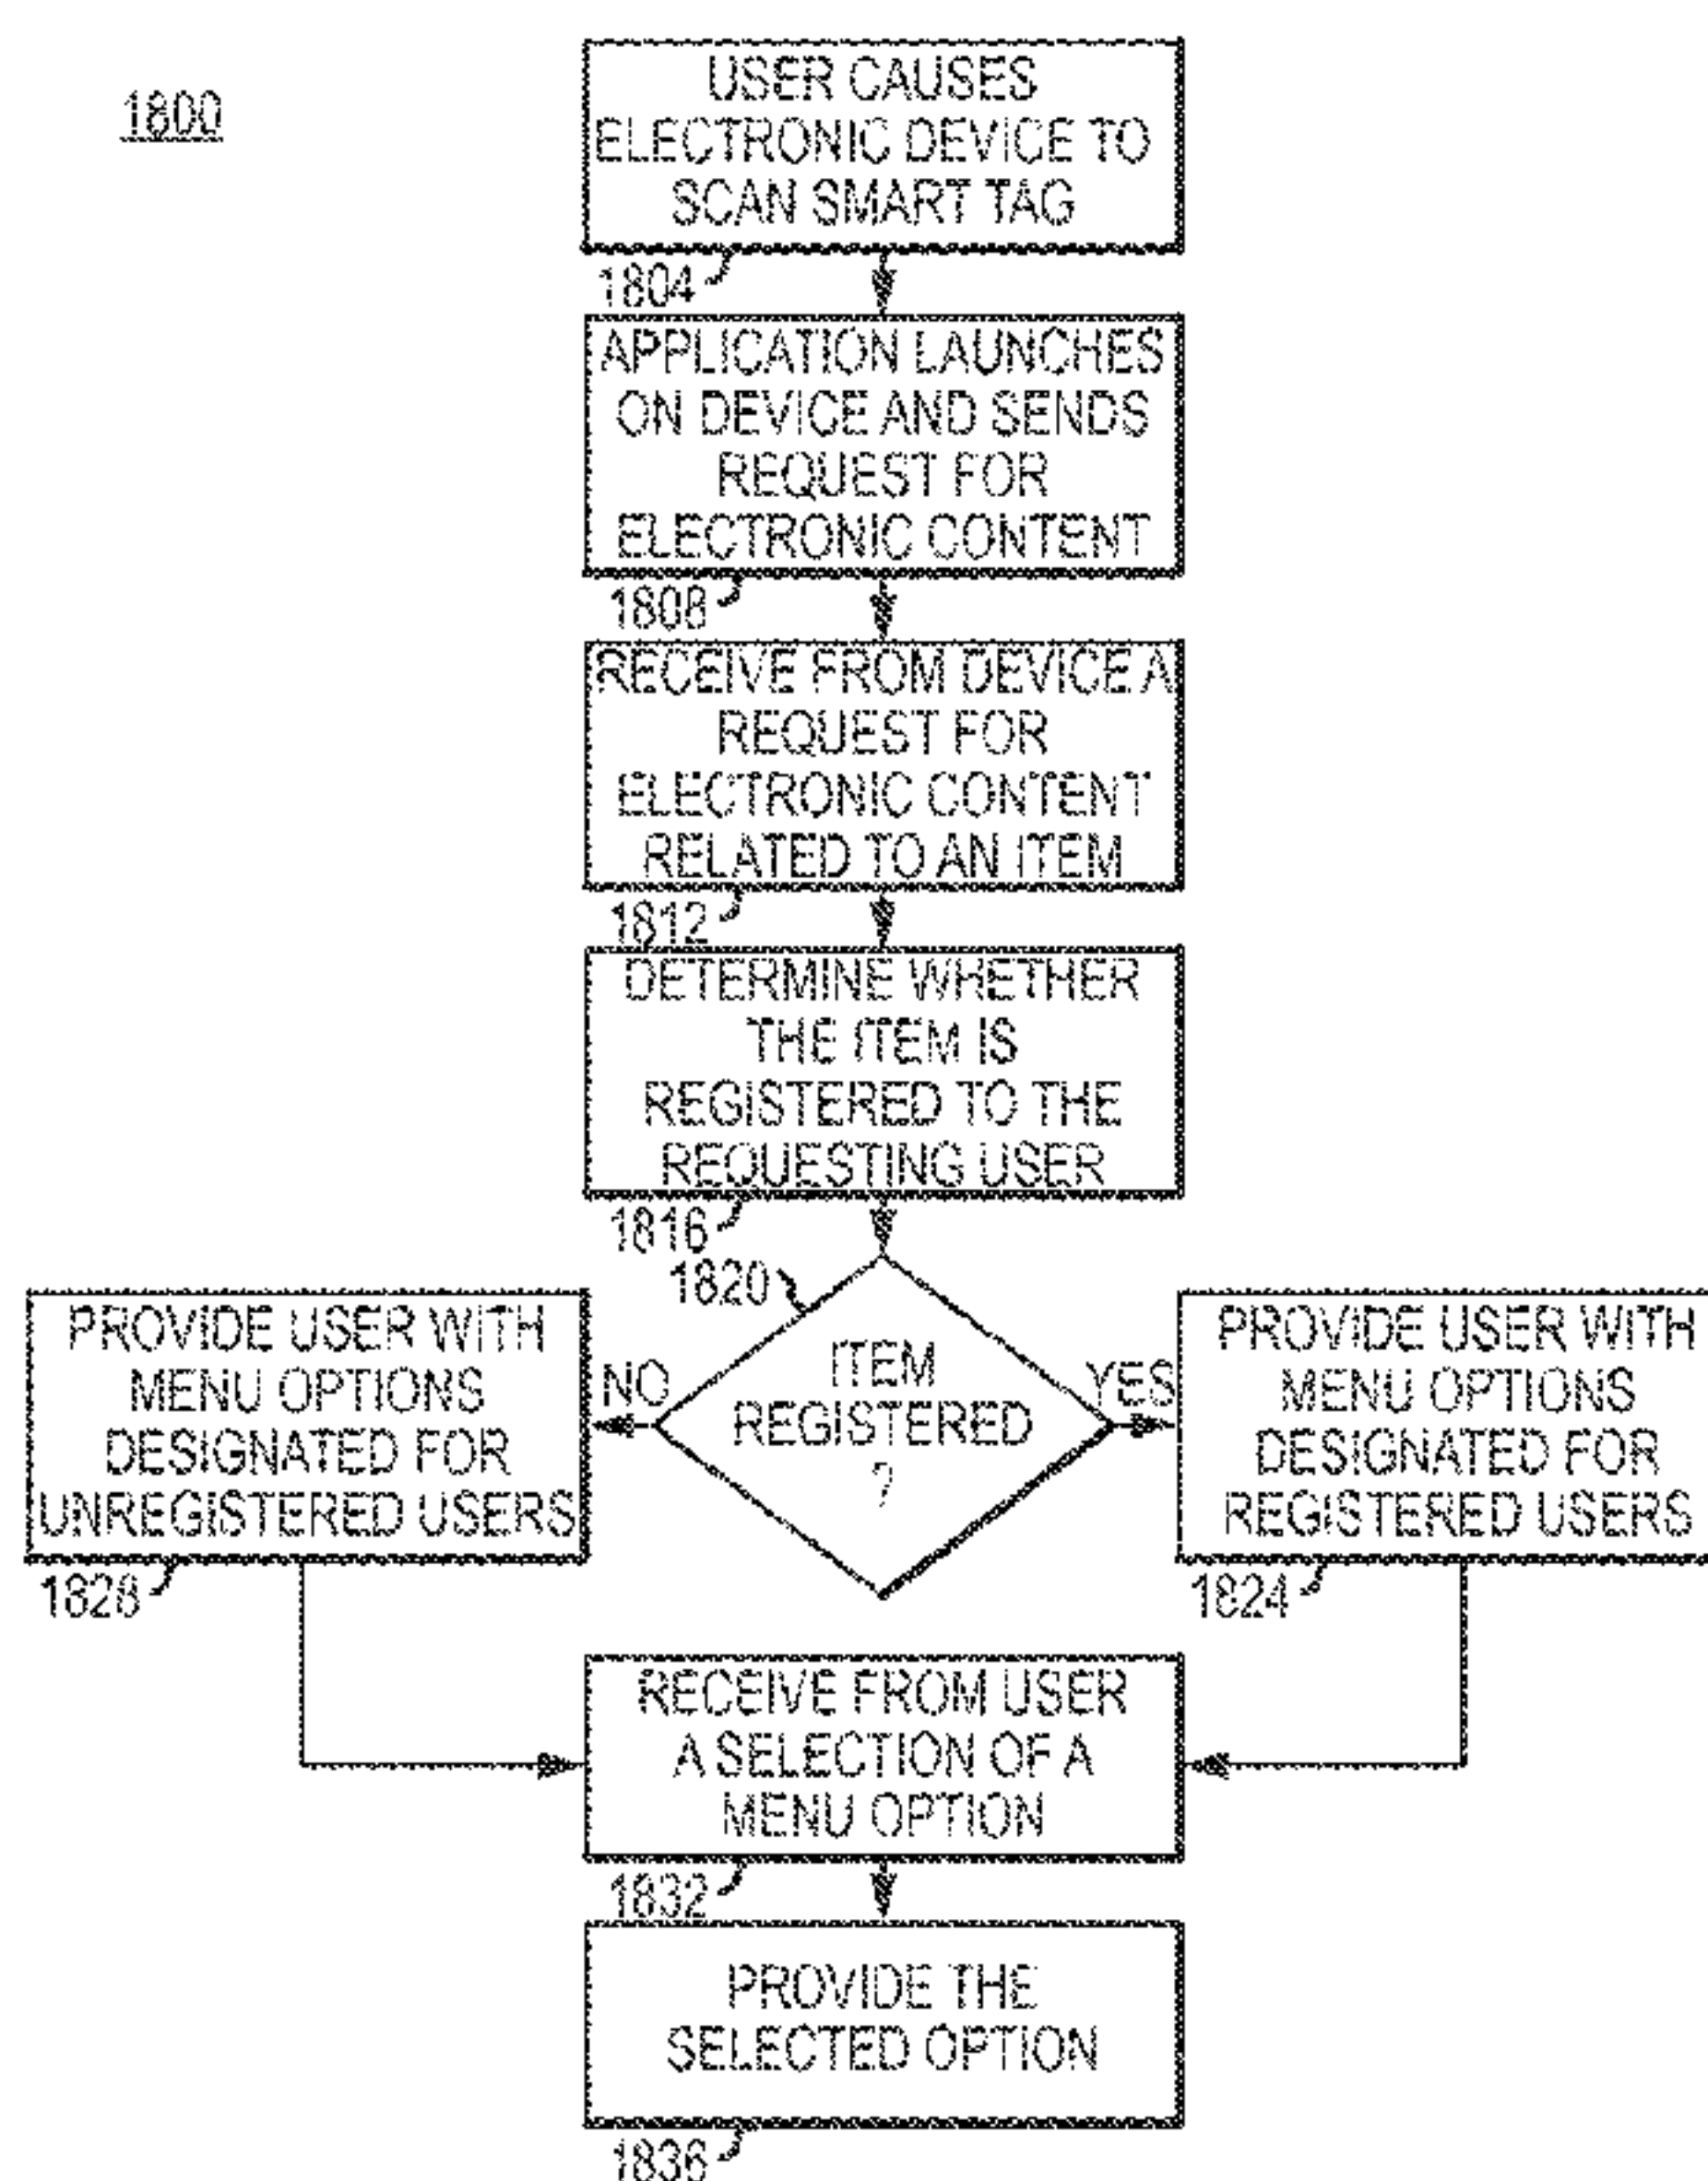 1800
USER CAUSES
ELECTRONIC DEVICE TO
SCAN SMART TAG
1804
APPLICATION LAUNCHES
ON DEVICE AND SENDS
REQUEST FOR
ELECTRONIC CONTENT
1808
RECEIVE FROM DEVICE A
REQUEST FOR
ELECTRONIC CONTENT
RELATED TO AN ITEM
1812
DETERMINE WHETHER
THE ITEM IS
REGISTERED TO THE
REQUESTING USER
1816
1820
ITEM
REGISTERED
?
NO
YES
PROVIDE USER WITH
MENU OPTIONS
DESIGNATED FOR
UNREGISTERED USERS
1828
PROVIDE USER WITH
MENU OPTIONS
DESIGNATED FOR
REGISTERED USERS
1824
RECEIVE FROM USER
A SELECTION OF A
MENU OPTION
1832
PROVIDE THE
SELECTED OPTION
1836